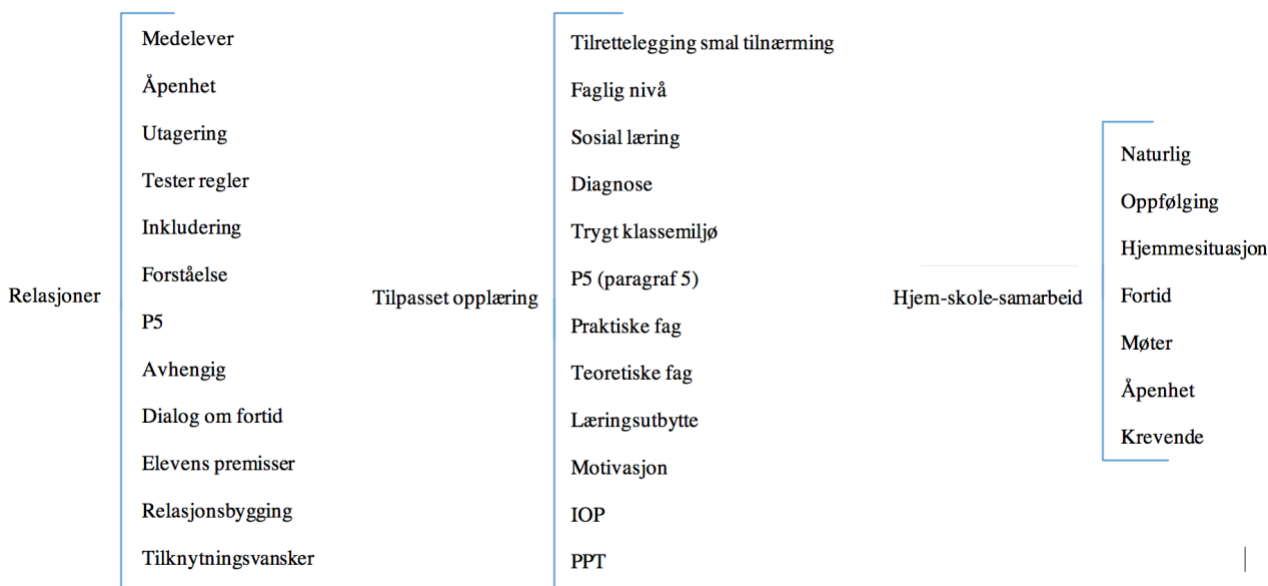 Relasjoner
Medelever
Åpenhet
Utagering
Tester regler
Inkludering
Forståelse
P5
Avhengig
Dialog om fortid
Elevens premisser
Relasjonsbygging
Tilknytningsvansker
Tilpasset opplæring
Tilrettelegging smal tilnærming
Faglig nivå
Sosial læring
Diagnose
Trygt klassemiljø
P5 (paragraf 5)
Praktiske fag
Teoretiske fag
Læringsutbytte
Motivasjon
IOP
PPT
Hjem-skole-samarbeid
Naturlig
Oppfølging
Hjemmesituasjon
Fortid
Møter
Åpenhet
Krevende